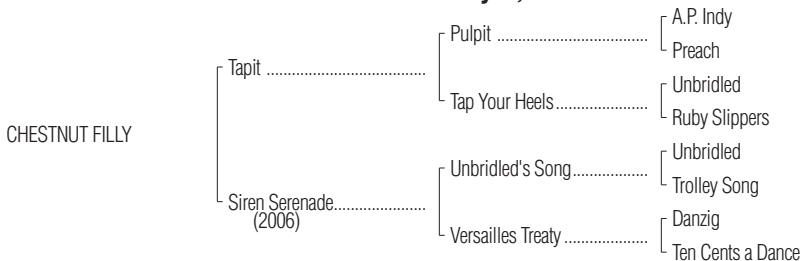 A.P. Indy
Pulpit ..........................................
Preach
Tapit ............................................
Tap Your Heels .........................
Unbridled
Ruby Slippers
CHESTNUT FILLY
Unbridled
Unbridled's Song .....................
Trolley Song
Siren Serenade .........................
(2006)
Danzig
Versailles Treaty .......................
Ten Cents a Dance